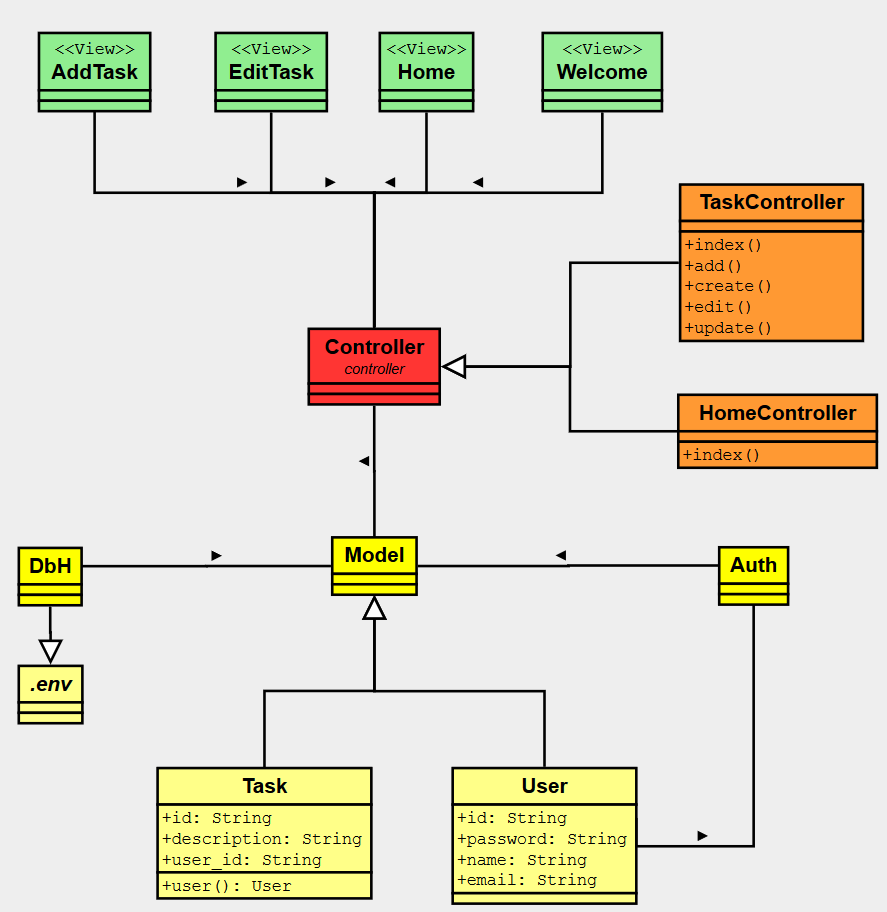 <<View>>
AddTask
<<View>>
EditTask
<<View>>
Home
<<View>>
Welcome
TaskController
+index()
+add()
+create()
+edit()
+update()
Controller
controller
HomeController
+index()
DbH
Model
Auth
.env
Task
+id: String
+description: String
+user_id: String
+user(): User
User
+id: String
+password: String
+name: String
+email: String